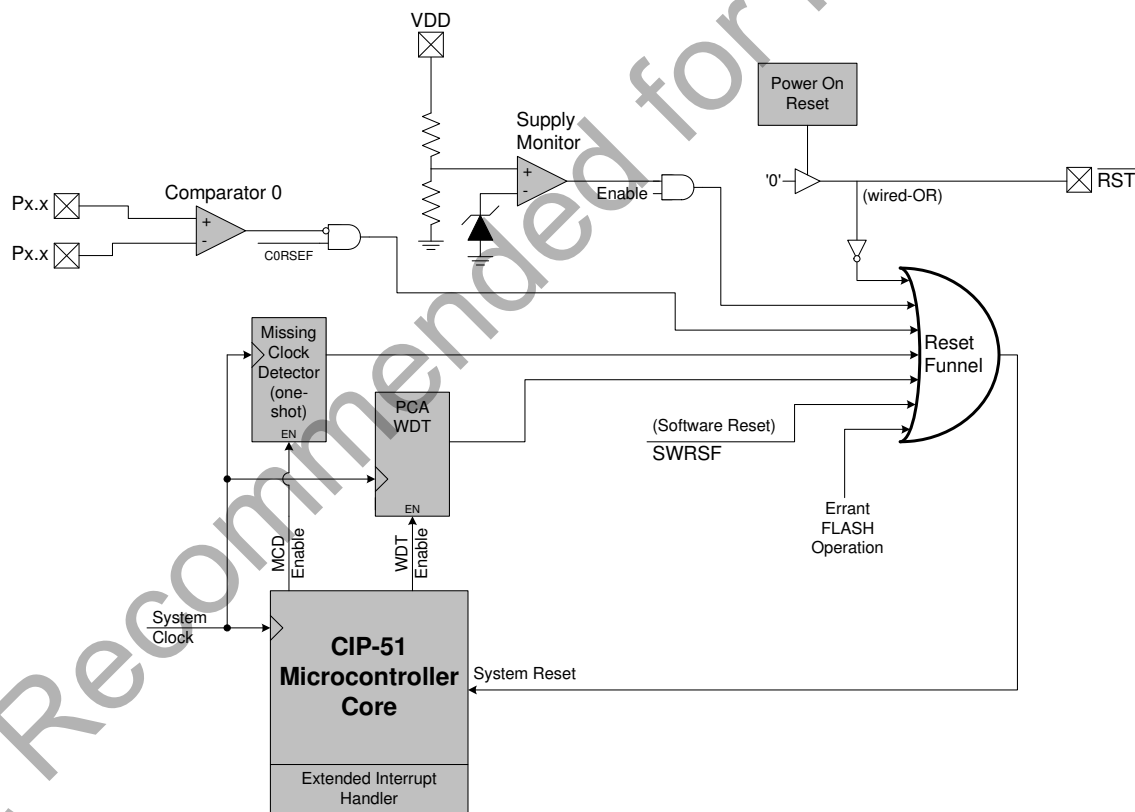 VDD
Power On
Reset
Supply
Monitor
+
-
Enable
'0'
(wired-OR)
RST
Px.x
Px.x
Comparator 0
+
-
C0RSEF
Missing
Clock
Detector
(one-
shot)
EN
PCA
WDT
EN
Reset
Funnel
(Software Reset)
SWRSF
Errant
FLASH
Operation
MCD
Enable
WDT
Enable
System
Clock
CIP-51
Microcontroller
Core
System Reset
Extended Interrupt
Handler
Recommended for